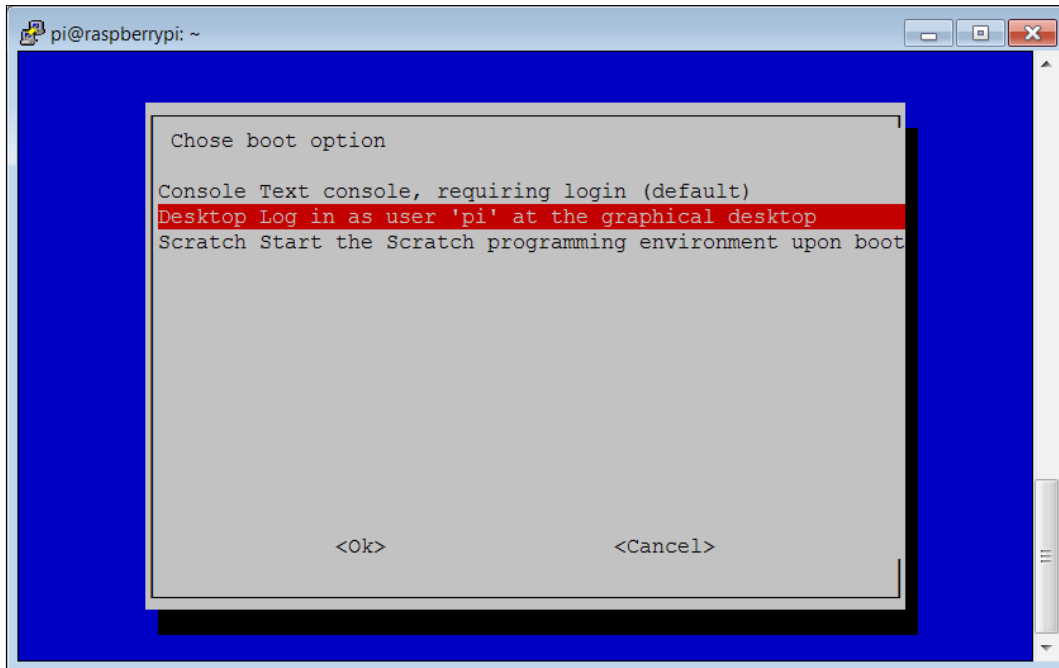 pi@raspberrypi: ~
Chose boot option
Console Text console, requiring login (default)
Desktop Log in as user 'pi' at the graphical desktop
Scratch Start the Scratch programming environment upon boot
<Ok> <Cancel>